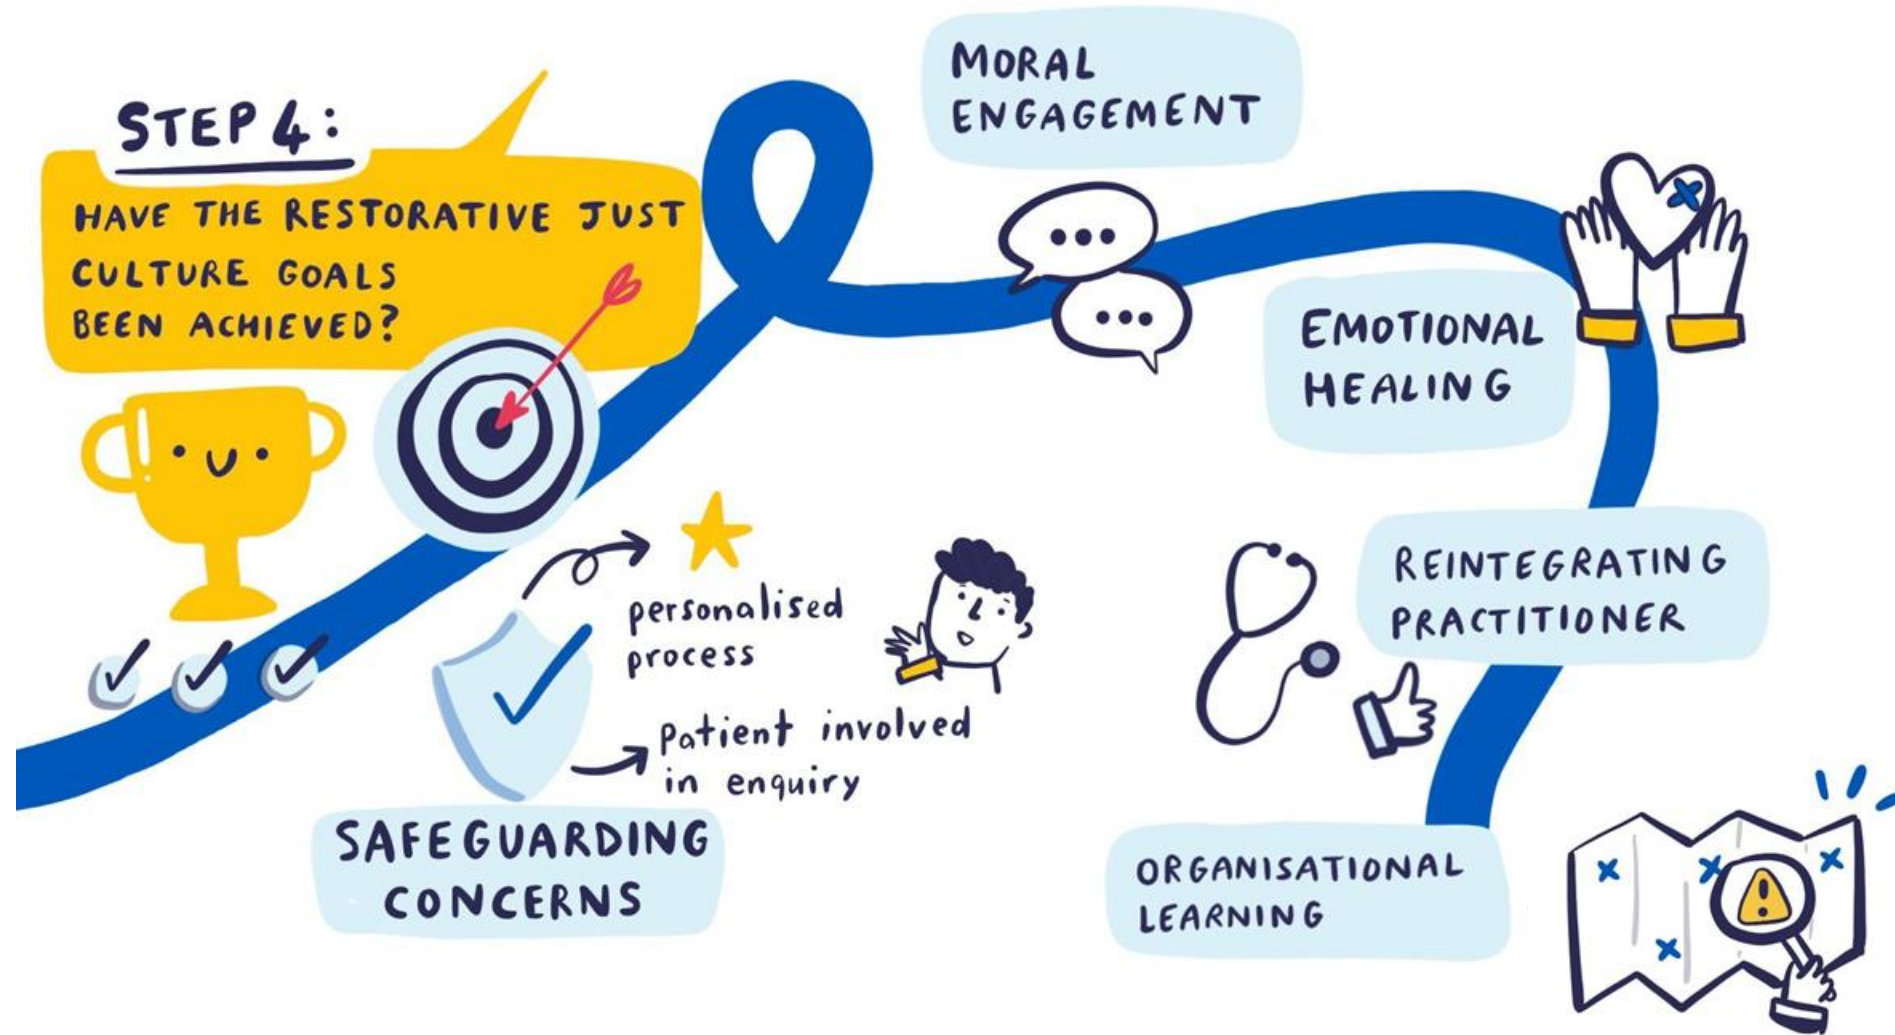 STEP 4:
HAVE THE RESTORATIVE JUST
CULTURE GOALS
BEEN ACHIEVED?
MORAL
ENGAGEMENT
EMOTIONAL
HEALING
REINTEGRATING
PRACTITIONER
ORGANISATIONAL
LEARNING
personalised
process
Patient involved
in enquiry
SAFEGUARDING
CONCERNS